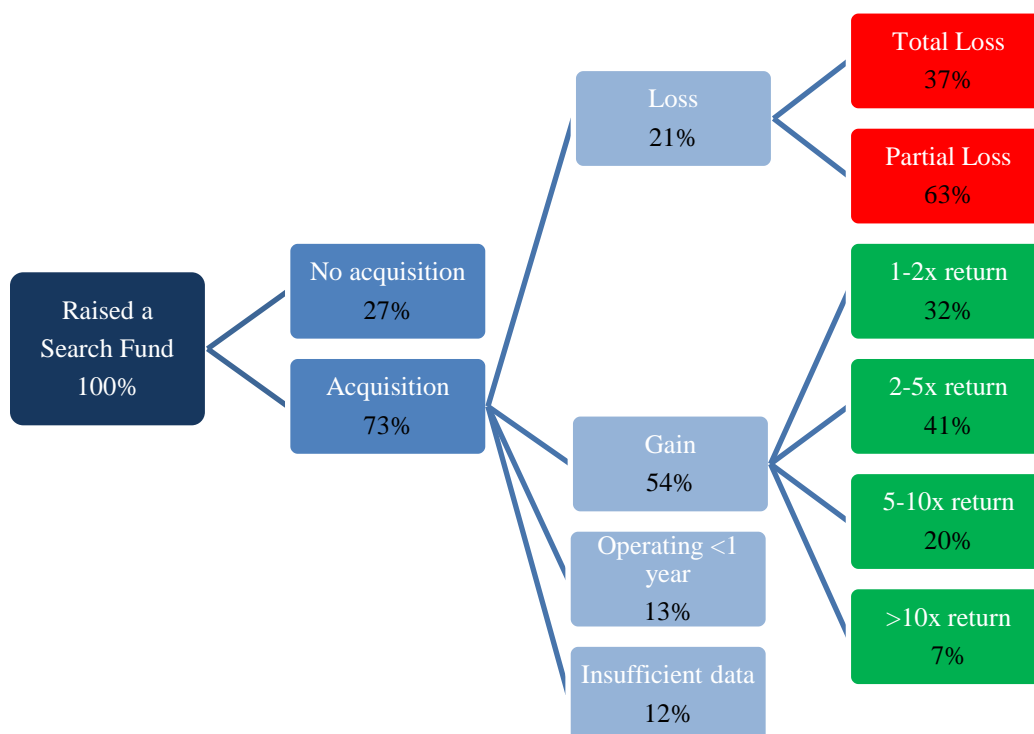 Raised a
Search Fund
100%
No acquisition
27%
Acquisition
73%
Loss
21%
Gain
54%
Operating <1
year
13%
Insufficient data
12%
Total Loss
37%
Partial Loss
63%
1-2x return
32%
2-5x return
41%
5-10x return
20%
>10x return
7%